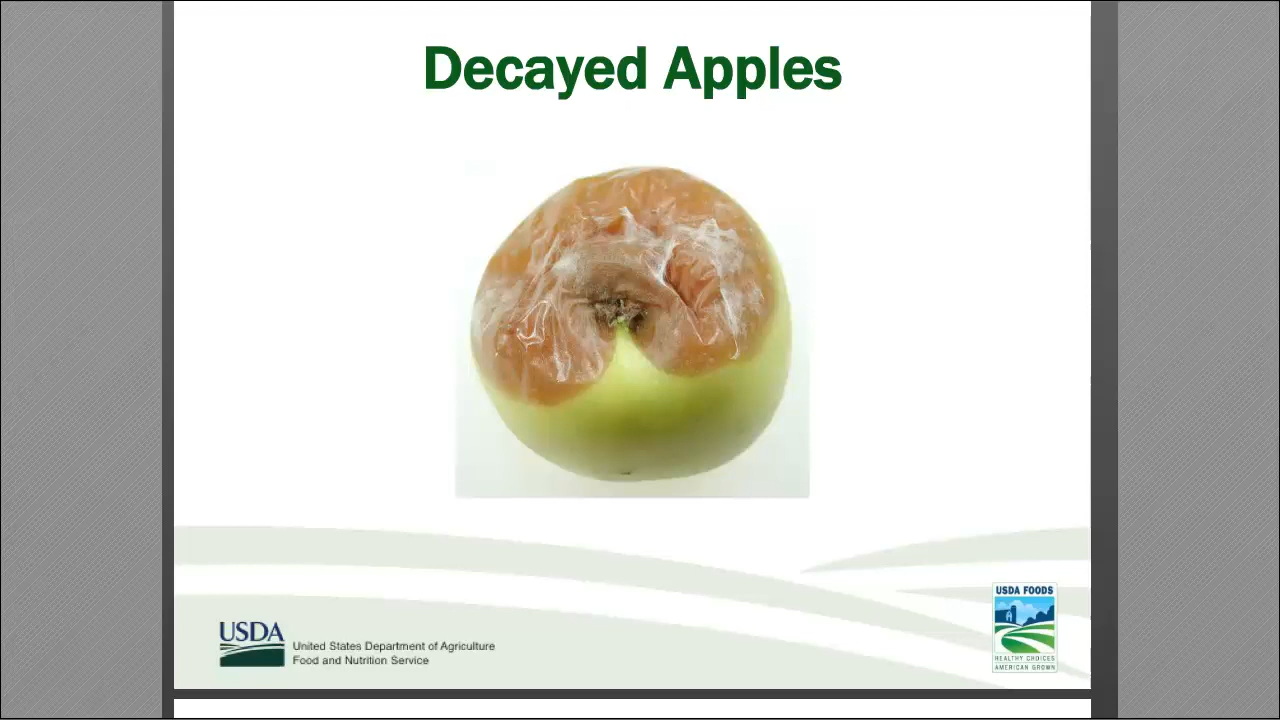 Decayed Apples
USDA
United States Department of Agriculture
Food and Nutrition Service
USDA FOODS
HEALTHY CHOICES
AMERICAN GROWN